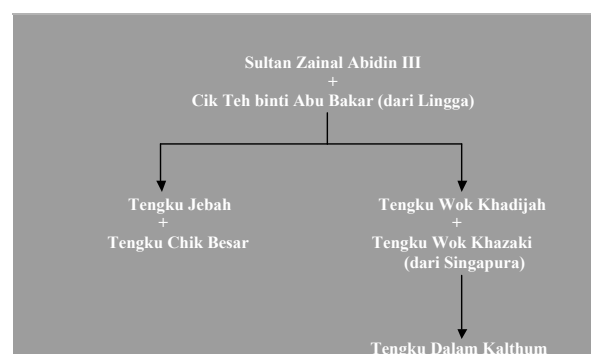 Sultan Zainal Abidin III
+
Cik Teh binti Abu Bakar (dari Lingga)
Tengku Jebah
+
Tengku Chik Besar
Tengku Wok Khadijah
+
Tengku Wok Khazaki
(dari Singapura)
Tengku Dalam Kalthum